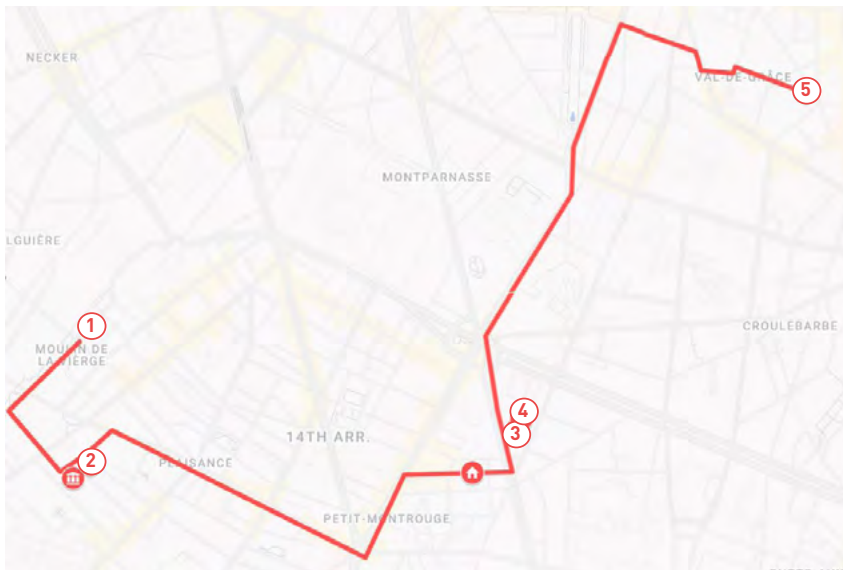 NECKER
VAL-DE-GRÂCE
5
MONTPARNASSE
LGUIÈRE
1
MOULIN DE
LA VIERGE
CROULEBARBE
4
14TH ARR.
3
2
PLAISANCE
PETIT-MONTROUGE